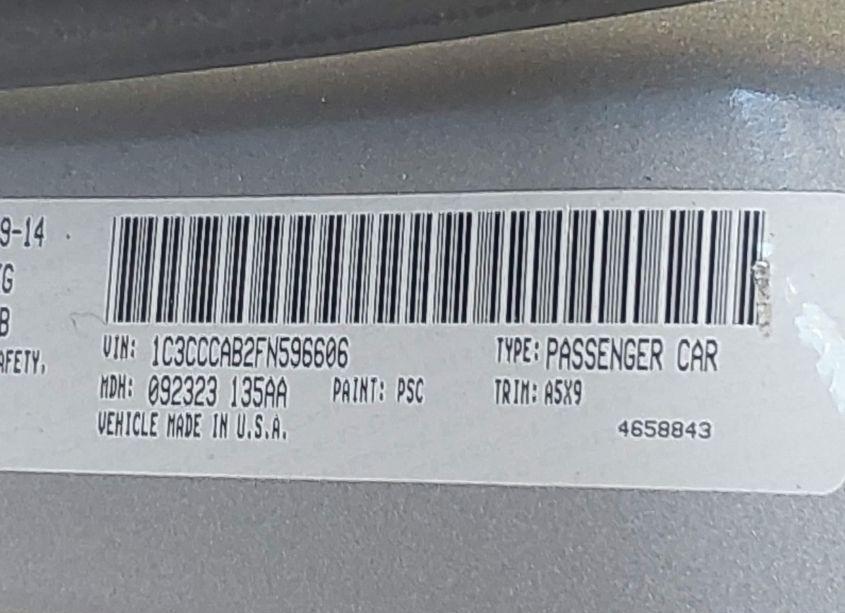 9-14
G
B
AFETY,
VIN: 1C3CCCAB2FN596606 TYPE: PASSENGER CAR
MDH: 092323 135AA PAINT: PSC TRIM: A5X9
VEHICLE MADE IN U.S.A. 4658843